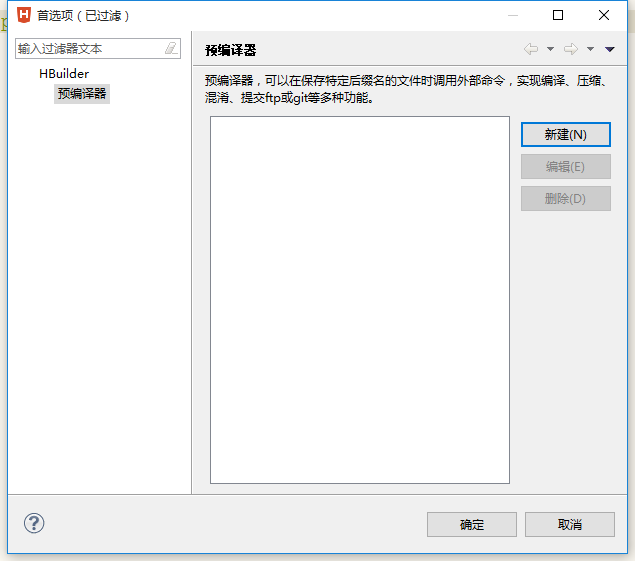 首选项（已过滤）
输入过滤器文本
HBuilder
预编译器
预编译器
预编译器，可以在保存特定后缀名的文件时调用外部命令，实现编译、压缩、
混淆、提交ftp或git等多种功能。
新建(N)
编辑(E)
删除(D)
确定
取消